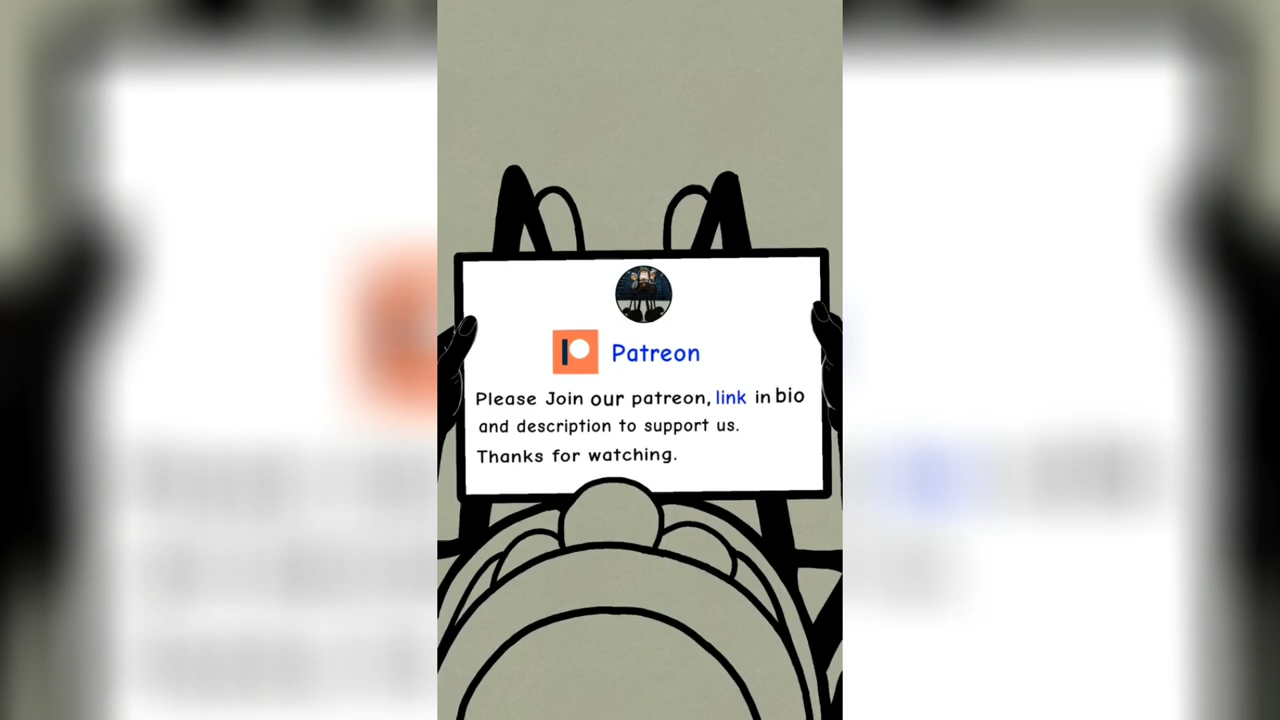 Patreon
Please Join our patreon, link in bio
and description to support us.
Thanks for watching.